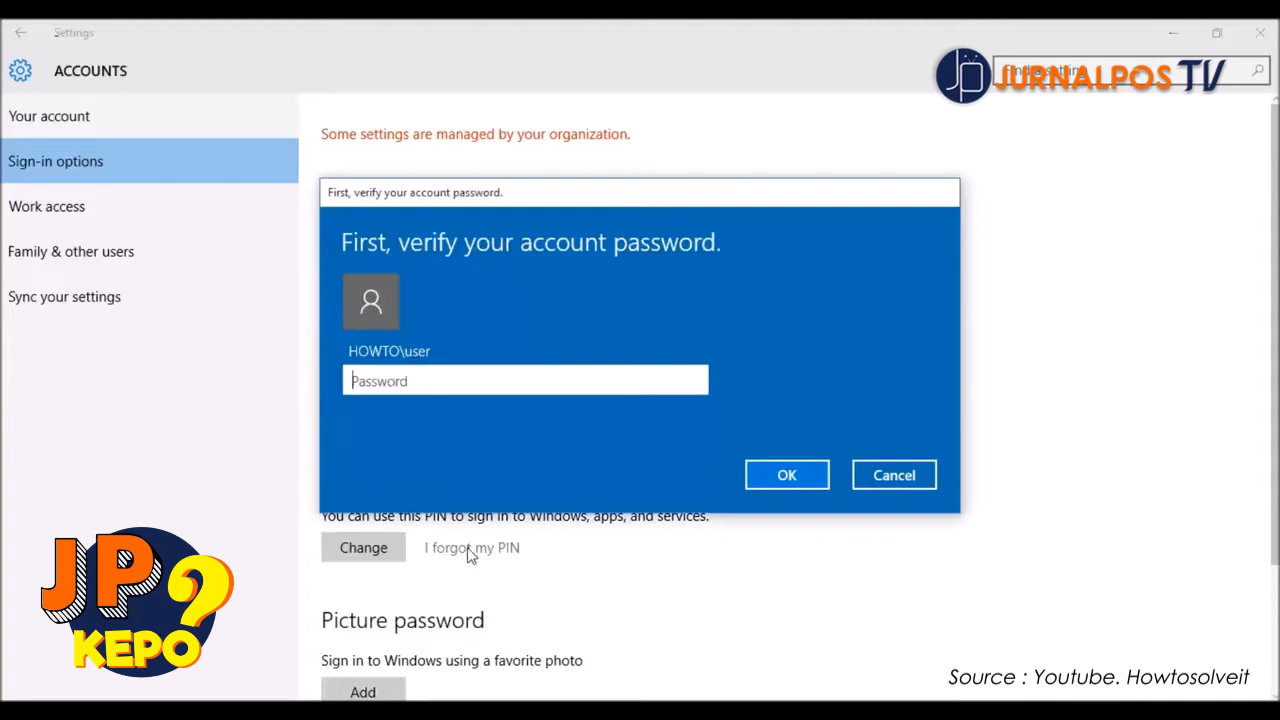 Settings
ACCOUNTS
Find a setting
JP JURNALPOS TV
Your account
Sign-in options
Work access
Family & other users
Sync your settings
Some settings are managed by your organization.
First, verify your account password.
First, verify your account password.
HOWTO\user
Password
OK
Cancel
You can use this PIN to sign in to Windows, apps, and services.
Change
I forgot my PIN
Picture password
Sign in to Windows using a favorite photo
Add
JP?
KEPO
Source : Youtube. Howtosolveit